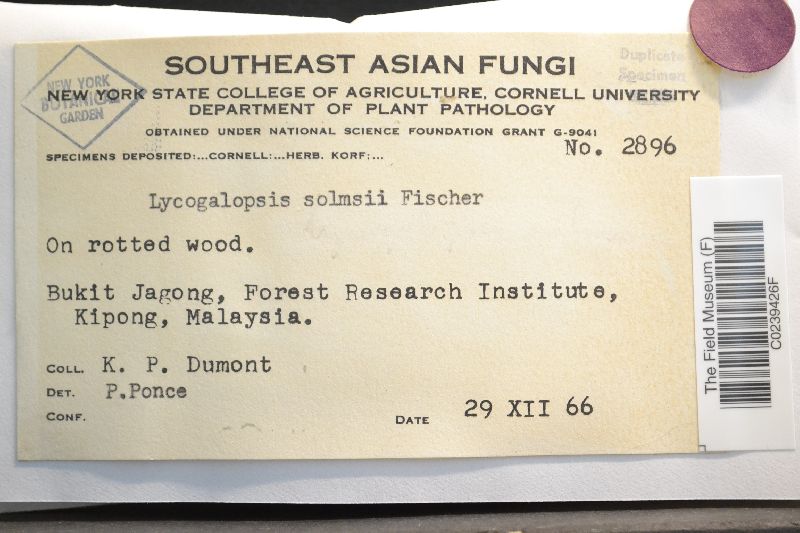 SOUTHEAST ASIAN FUNGI
Duplicate
Specimen
NEW YORK
BOTANICAL
GARDEN
NEW YORK STATE COLLEGE OF AGRICULTURE, CORNELL UNIVERSITY
DEPARTMENT OF PLANT PATHOLOGY
OBTAINED UNDER NATIONAL SCIENCE FOUNDATION GRANT G-9041
No. 2896
SPECIMENS DEPOSITED:...CORNELL:...HERB. KORF:...
Lycogalopsis solmsii Fischer
On rotted wood.
Bukit Jagong, Forest Research Institute,
Kipong, Malaysia.
COLL. K. P. Dumont
DET. P.Ponce
CONF.
DATE 29 XII 66
The Field Museum (F)
C0239426F